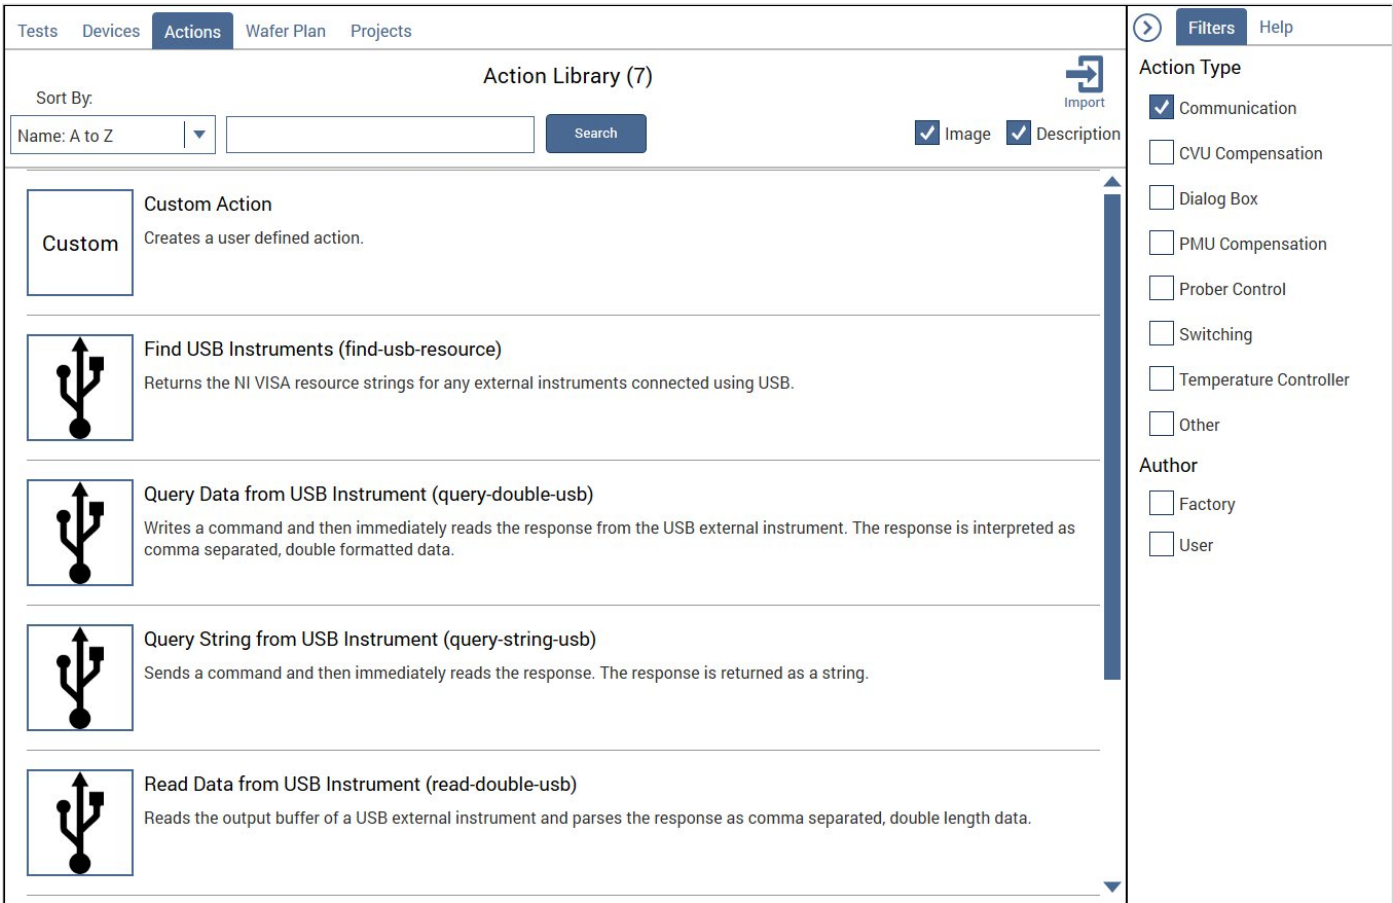 Tests Devices Actions Wafer Plan Projects
Filters Help
Action Library (7)
Import
Sort By:
Name: A to Z
Search
Image Description
Custom
Custom Action
Creates a user defined action.
Find USB Instruments (find-usb-resource)
Returns the NI VISA resource strings for any external instruments connected using USB.
Query Data from USB Instrument (query-double-usb)
Writes a command and then immediately reads the response from the USB external instrument. The response is interpreted as
comma separated, double formatted data.
Query String from USB Instrument (query-string-usb)
Sends a command and then immediately reads the response. The response is returned as a string.
Read Data from USB Instrument (read-double-usb)
Reads the output buffer of a USB external instrument and parses the response as comma separated, double length data.
Action Type
Communication
CVU Compensation
Dialog Box
PMU Compensation
Prober Control
Switching
Temperature Controller
Other
Author
Factory
User